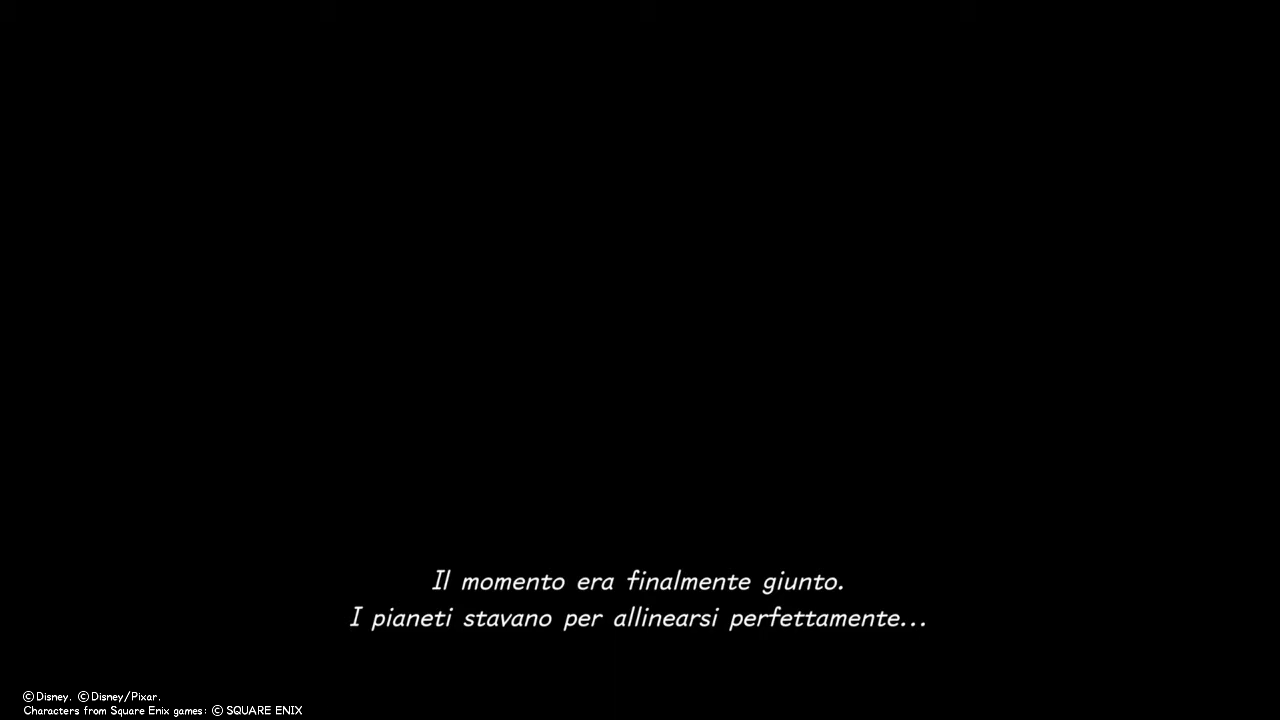 Il momento era finalmente giunto.
I pianeti stavano per allinearsi perfettamente...
©Disney. ©Disney/Pixar.
Characters from Square Enix games: © SQUARE ENIX